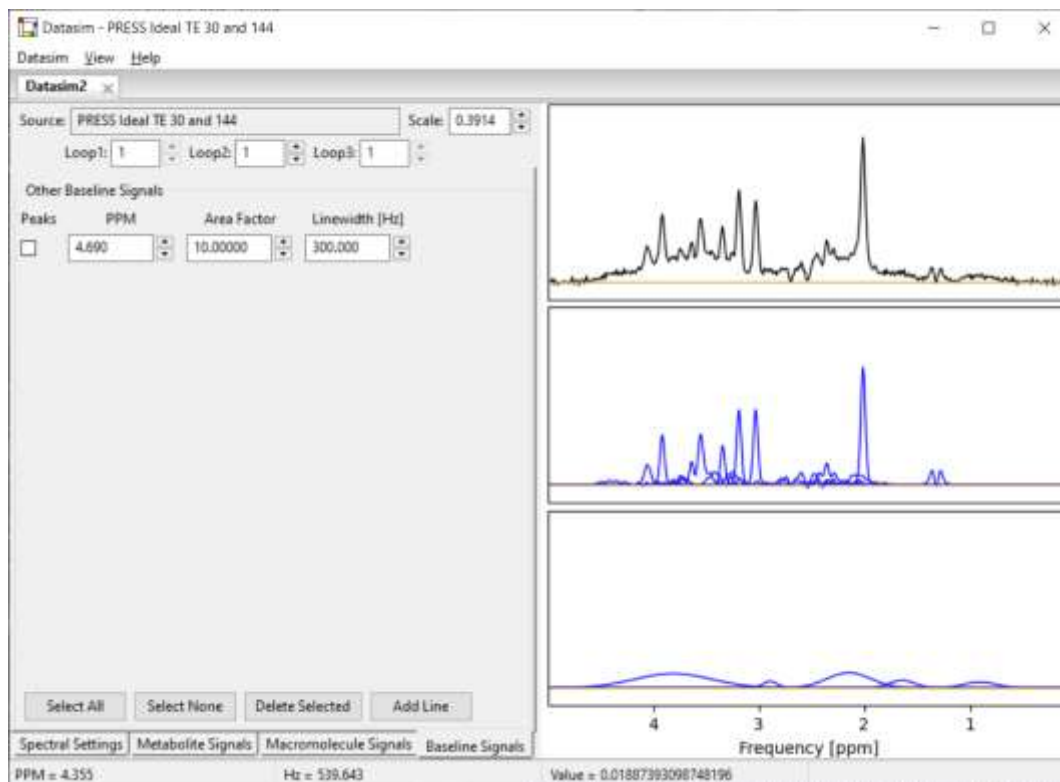 Datasim - PRESS Ideal TE 30 and 144
Datasim View Help
Datasim2
Source: PRESS Ideal TE 30 and 144 Scale: 0.3914
Loop1: 1 Loop2: 1 Loop3: 1
Other Baseline Signals
Peaks PPM Area Factor Linewidth [Hz]
4.690 10.00000 300.000
Select All Select None Delete Selected Add Line
Spectral Settings Metabolite Signals Macromolecule Signals Baseline Signals
4 3 2 1
Frequency [ppm]
PPM = 4.355 Hz = 539.643 Value = 0.01887393098748196